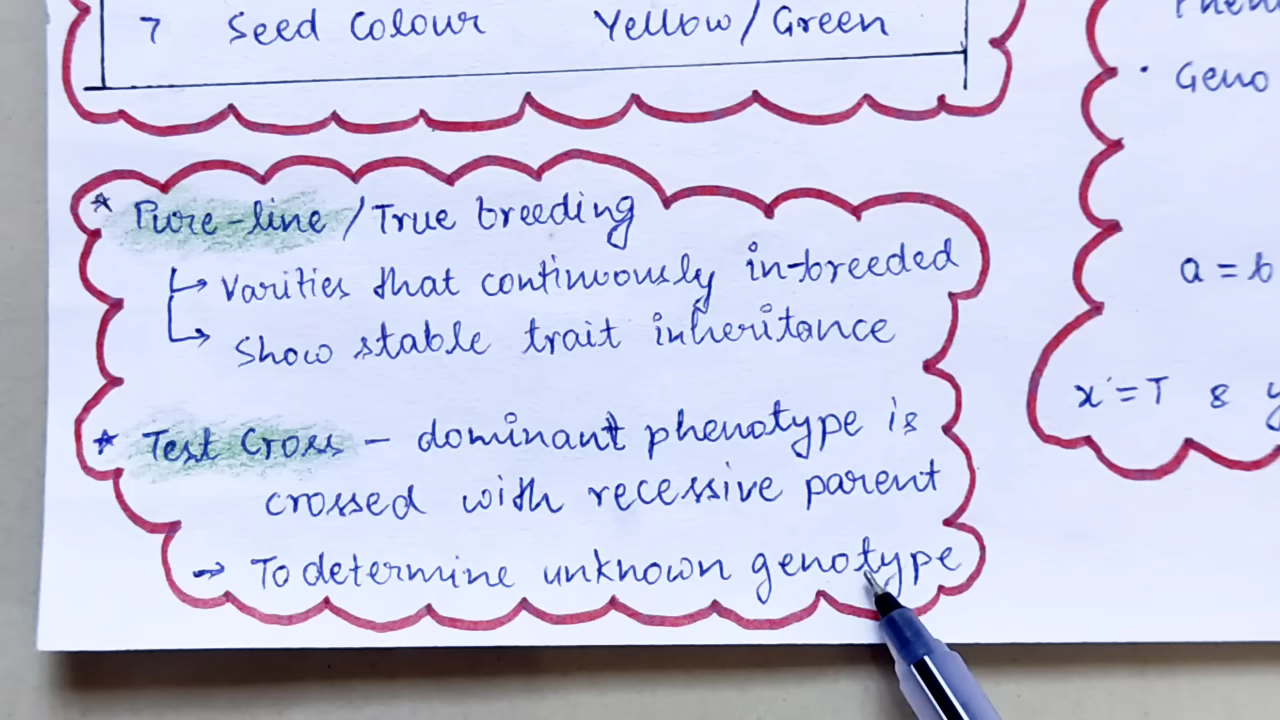 7 Seed Colour Yellow/Green
* Pure-line / True breeding
↳ Varities that continuously in-breeded
↳ Show stable trait inheritance
* Test Cross – dominant phenotype is
crossed with recessive parent
→ To determine unknown genotype
• Geno
a = b
x = T & y